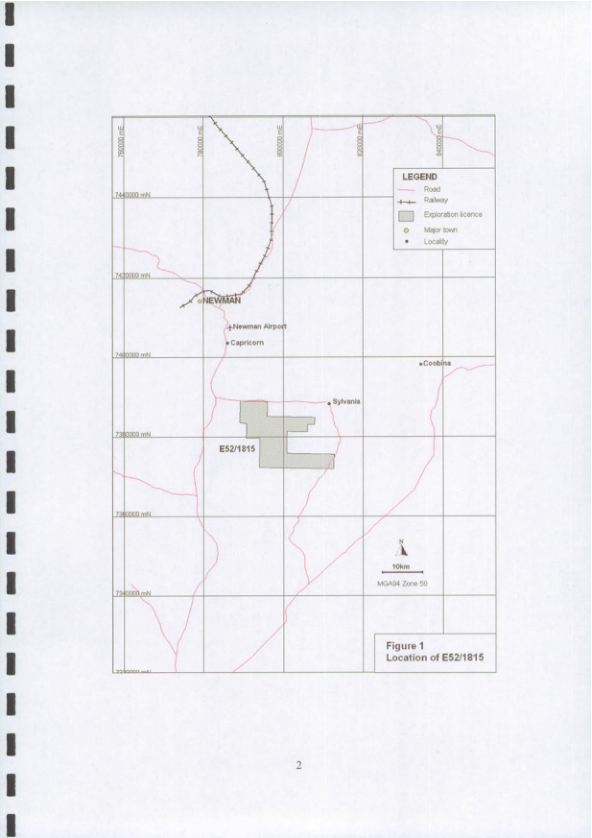 760000 mE
780000 mE
800000 mE
820000 mE
840000 mE
LEGEND
Road
Railway
Exploration licence
Major town
Locality
7440000 mN
7420000 mN
NEWMAN
Newman Airport
Capricorn
7400000 mN
Coobina
Sylvania
7380000 mN
E52/1815
7360000 mN
N
10km
MGA94 Zone 50
7340000 mN
Figure 1
Location of E52/1815
7320000 mN
2